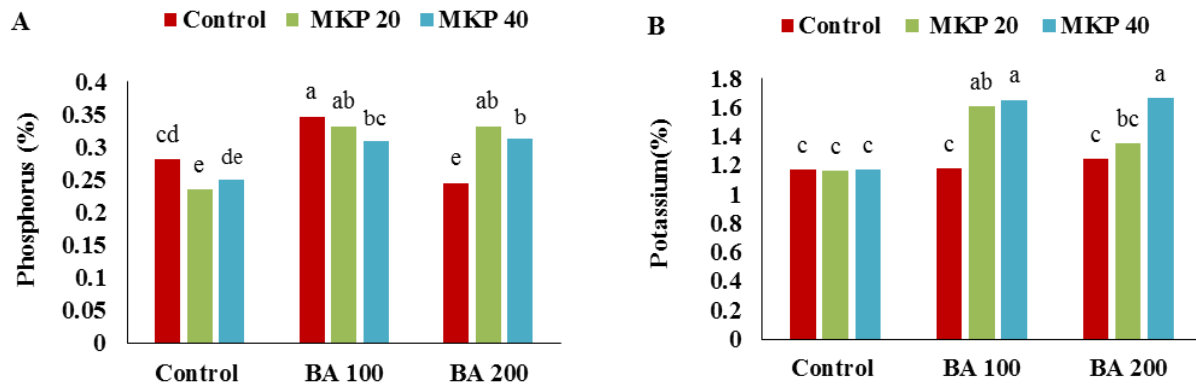 A
Control MKP 20 MKP 40
Phosphorus (%)
0.4
0.35
0.3
0.25
0.2
0.15
0.1
0.05
0
cd e de
a ab bc
e ab b
Control BA 100 BA 200
B
Control MKP 20 MKP 40
Potassium(%)
1.8
1.6
1.4
1.2
1
0.8
0.6
0.4
0.2
0
c c c
c ab a
c bc a
Control BA 100 BA 200